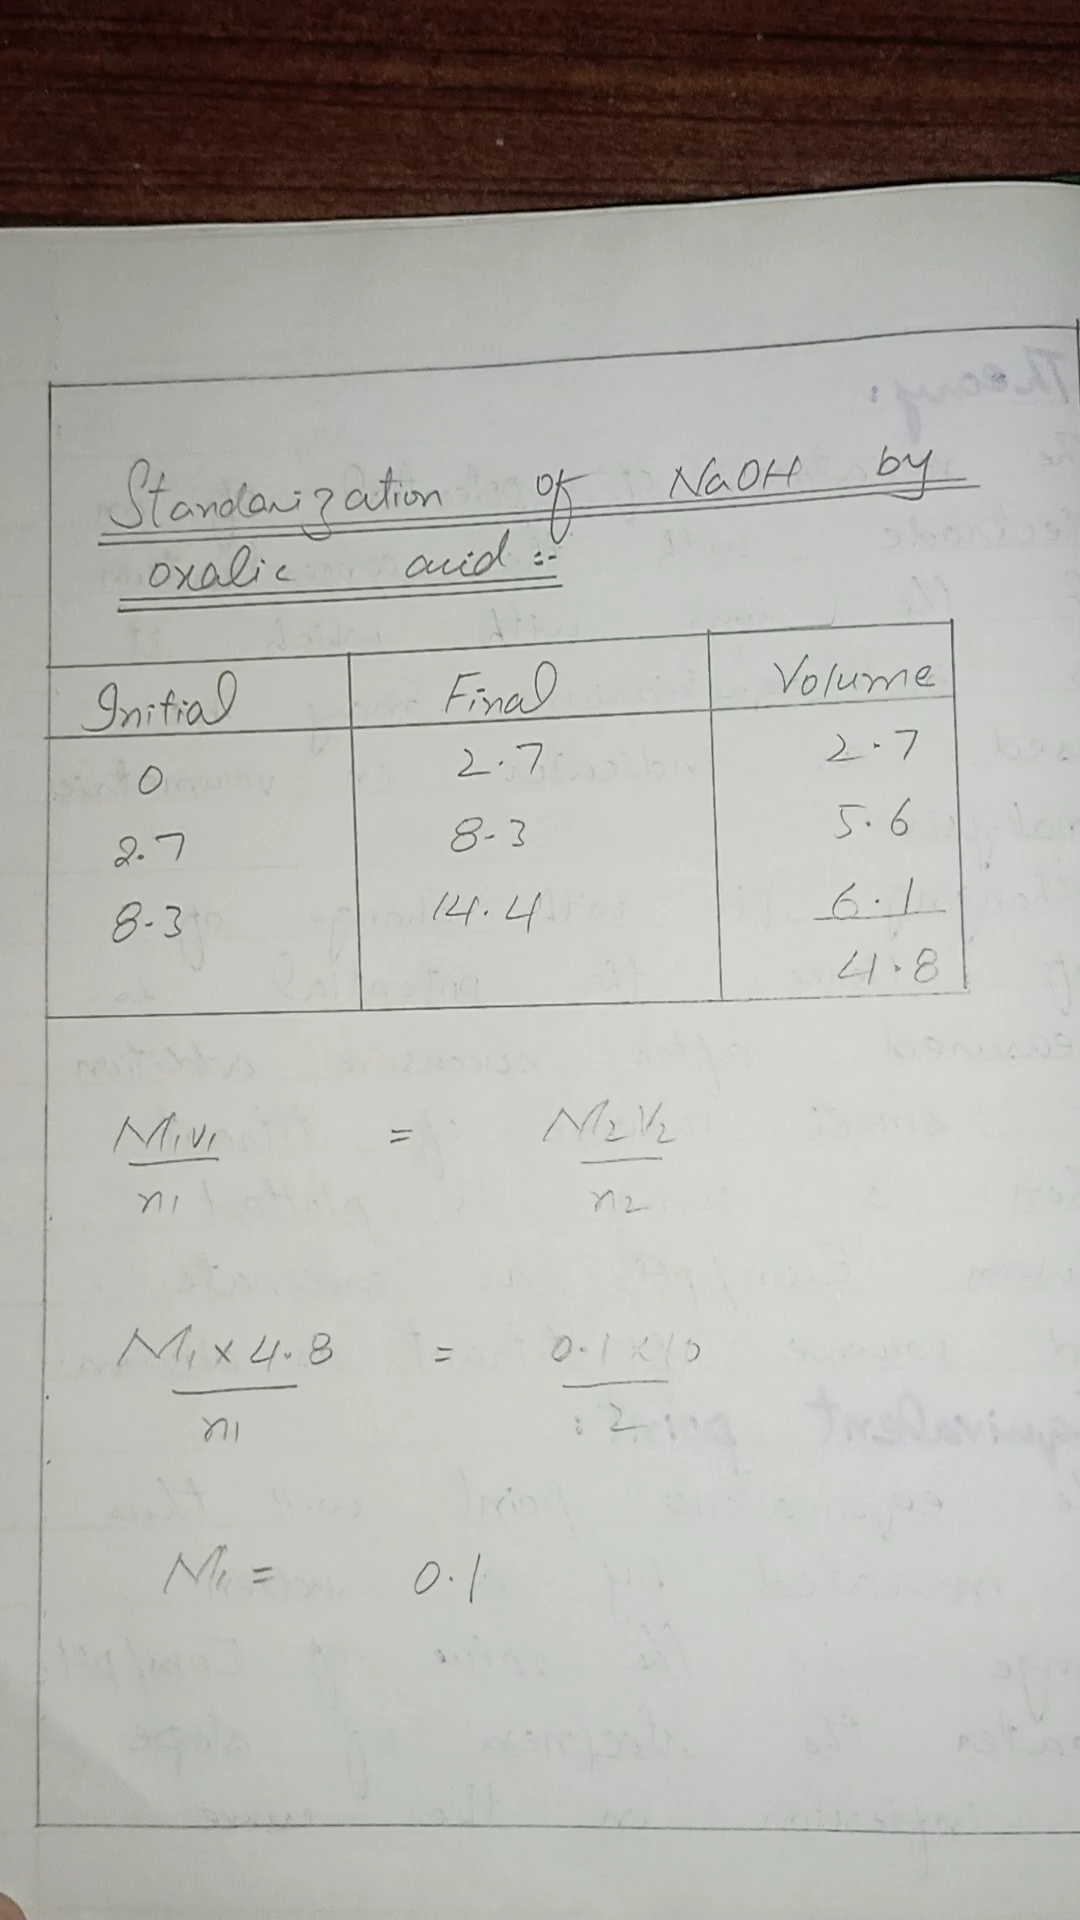 Standarization of NaOH by
oxalic acid :-
Initial Final Volume
0 2.7 2.7
2.7 8.3 5.6
8.3 14.4 6.1
4.8
M1V1 = M2V2
n1 n2
M1 x 4.8 = 0.1 x 10
n1 2
M1 = 0.1